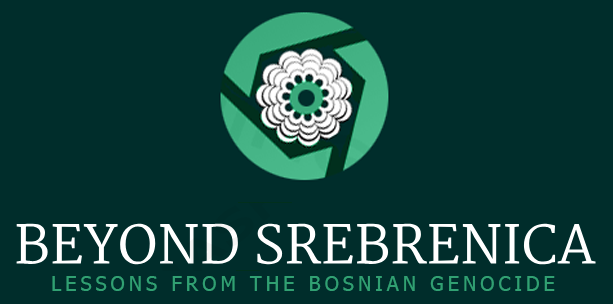 BEYOND SREBRENICA
LESSONS FROM THE BOSNIAN GENOCIDE